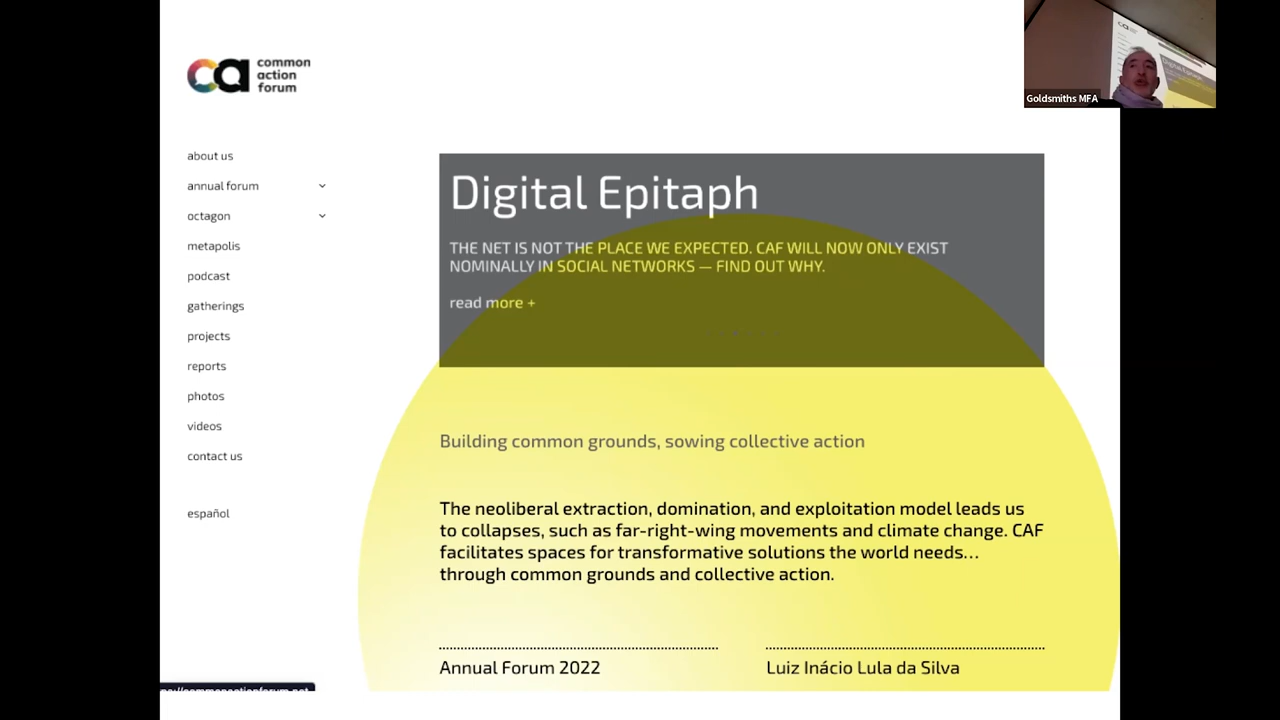 common
action
forum
Goldsmiths MFA
about us
annual forum
octagon
metapolis
podcast
gatherings
projects
reports
photos
videos
contact us
español
Digital Epitaph
THE NET IS NOT THE PLACE WE EXPECTED. CAF WILL NOW ONLY EXIST
NOMINALLY IN SOCIAL NETWORKS — FIND OUT WHY.
read more +
Building common grounds, sowing collective action
The neoliberal extraction, domination, and exploitation model leads us
to collapses, such as far-right-wing movements and climate change. CAF
facilitates spaces for transformative solutions the world needs…
through common grounds and collective action.
Annual Forum 2022
Luiz Inácio Lula da Silva